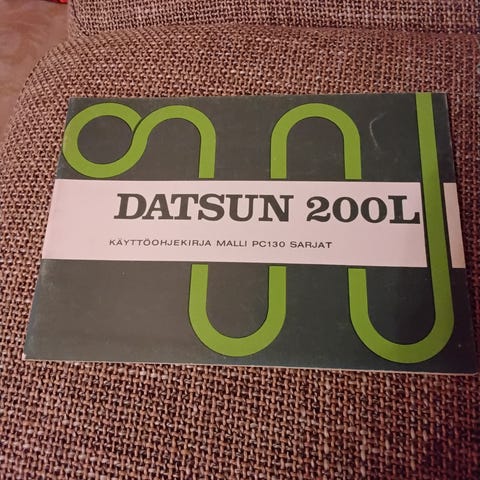 DATSUN 200L
KÄYTTÖOHJEKIRJA MALLI PC130 SARJAT